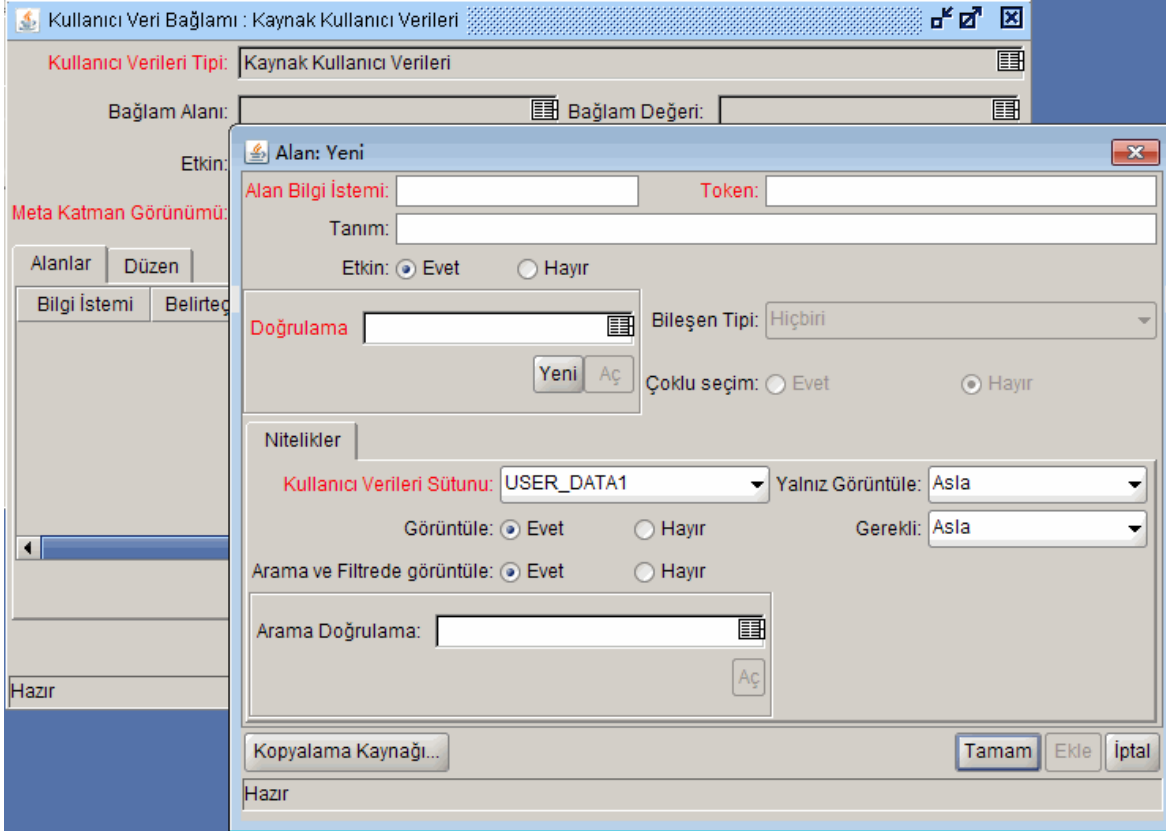 Kullanıcı Veri Bağlamı : Kaynak Kullanıcı Verileri
Kullanıcı Verileri Tipi: Kaynak Kullanıcı Verileri
Bağlam Alanı: Bağlam Değeri:
Etkin:
Meta Katman Görünümü:
Alanlar Düzen
Bilgi İstemi Belirteç
Hazır
Alan: Yeni
Alan Bilgi İstemi: Token:
Tanım:
Etkin: Evet Hayır
Doğrulama Bileşen Tipi: Hiçbiri
Yeni Aç Çoklu seçim: Evet Hayır
Nitelikler
Kullanıcı Verileri Sütunu: USER_DATA1 Yalnız Görüntüle: Asla
Görüntüle: Evet Hayır Gerekli: Asla
Arama ve Filtrede görüntüle: Evet Hayır
Arama Doğrulama:
Aç
Kopyalama Kaynağı... Tamam Ekle İptal
Hazır